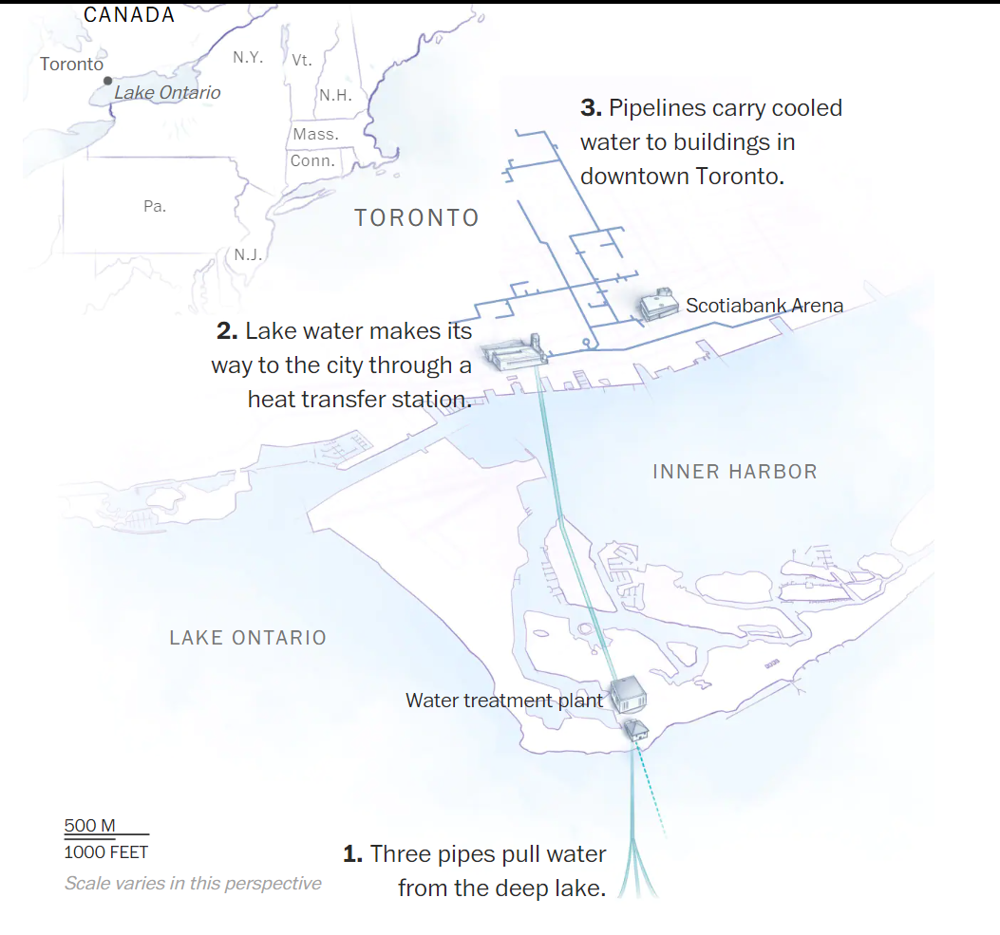 CANADA
Toronto
Lake Ontario
N.Y.
Vt.
N.H.
Mass.
Conn.
Pa.
N.J.
TORONTO
3. Pipelines carry cooled
water to buildings in
downtown Toronto.
Scotiabank Arena
2. Lake water makes its
way to the city through a
heat transfer station.
INNER HARBOR
LAKE ONTARIO
Water treatment plant
500 M
1000 FEET
Scale varies in this perspective
1. Three pipes pull water
from the deep lake.